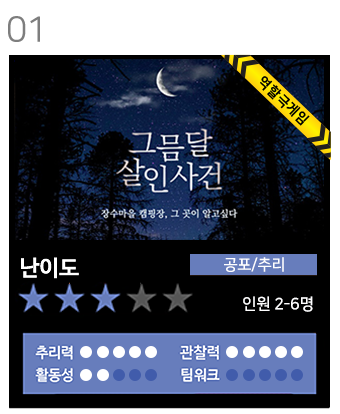 01
역할극게임
그믐달
살인사건
장수마을 캠핑장, 그 곳이 알고싶다
난이도
공포/추리
인원 2-6명
추리력 관찰력
활동성 팀워크